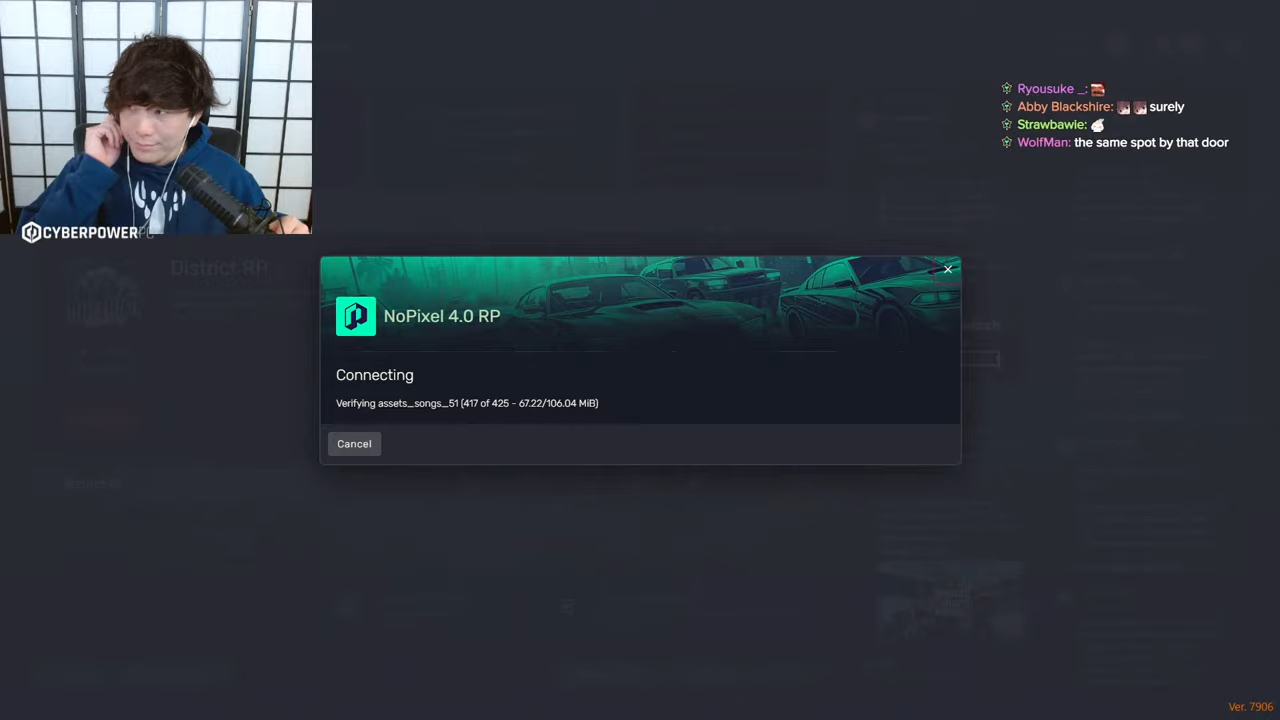 Ryousuke _:
Abby Blackshire: surely
Strawbawie:
WolfMan: the same spot by that door
CYBERPOWERPC
District RP
NoPixel 4.0 RP
Connecting
Verifying assets_songs_51 (417 of 425 - 67.22/106.04 MiB)
Cancel
Ver. 7906